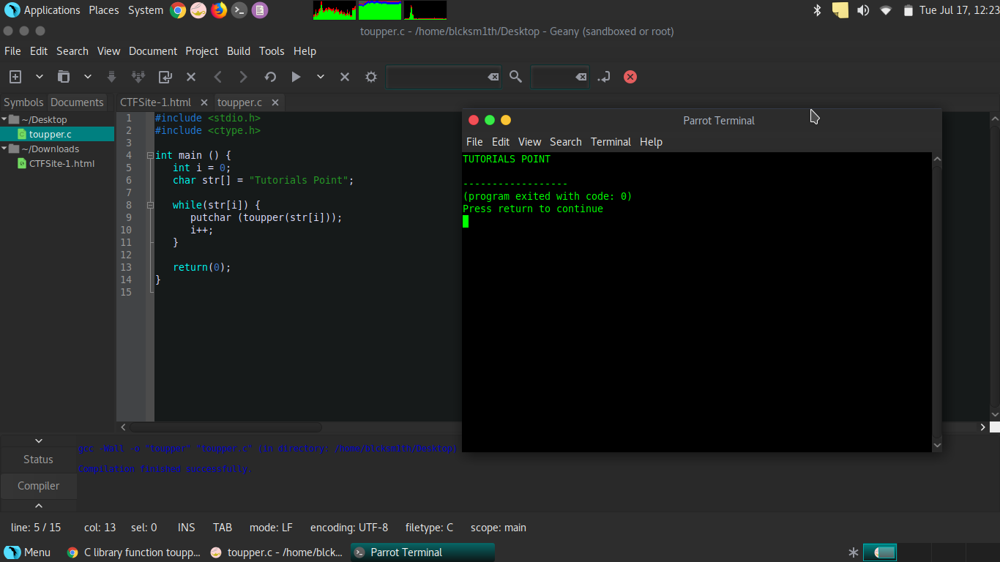 Applications Places System Tue Jul 17, 12:23
toupper.c - /home/blcksm1th/Desktop - Geany (sandboxed or root)
File Edit Search View Document Project Build Tools Help
Symbols Documents CTFSite-1.html toupper.c
~/Desktop
toupper.c
~/Downloads
CTFSite-1.html
1 #include <stdio.h>
2 #include <ctype.h>
3
4 int main () {
5 int i = 0;
6 char str[] = "Tutorials Point";
7
8 while(str[i]) {
9 putchar (toupper(str[i]));
10 i++;
11 }
12
13 return(0);
14 }
15
Parrot Terminal
File Edit View Search Terminal Help
TUTORIALS POINT
------------------
(program exited with code: 0)
Press return to continue
Status
Compiler
gcc -Wall -o "toupper" "toupper.c" (in directory: /home/blcksm1th/Desktop)
Compilation finished successfully.
line: 5 / 15 col: 13 sel: 0 INS TAB mode: LF encoding: UTF-8 filetype: C scope: main
Menu C library function toupp... toupper.c - /home/blck... Parrot Terminal